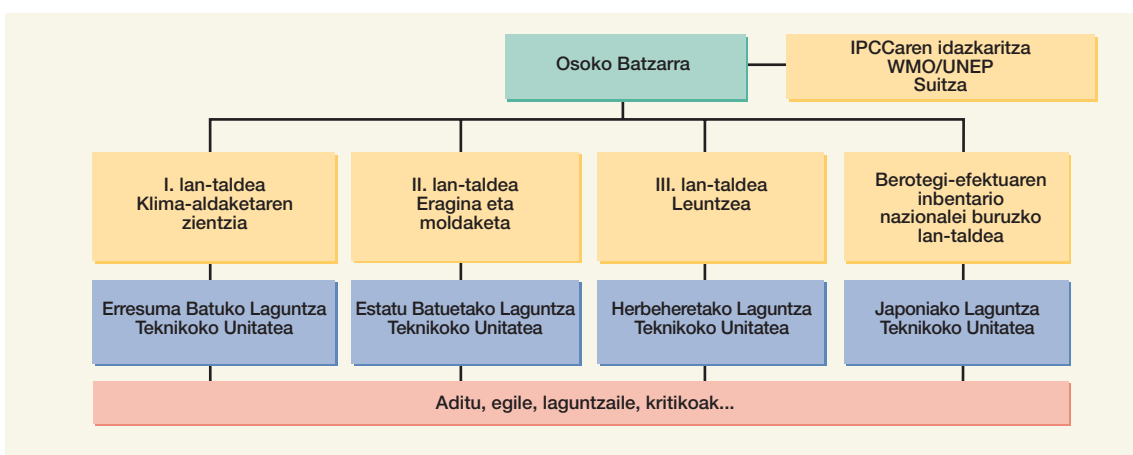 Osoko Batzarra
IPCCaren idazkaritza
WMO/UNEP
Suitza
I. lan-taldea
Klima-aldaketaren
zientzia
II. lan-taldea
Eragina eta
moldaketa
III. lan-taldea
Leuntzea
Berotegi-efektuaren
inbentario
nazionalei buruzko
lan-taldea
Erresuma Batuko Laguntza
Teknikoko Unitatea
Estatu Batuetako Laguntza
Teknikoko Unitatea
Herbeheretako Laguntza
Teknikoko Unitatea
Japoniako Laguntza
Teknikoko Unitatea
Aditu, egile, laguntzaile, kritikoak...